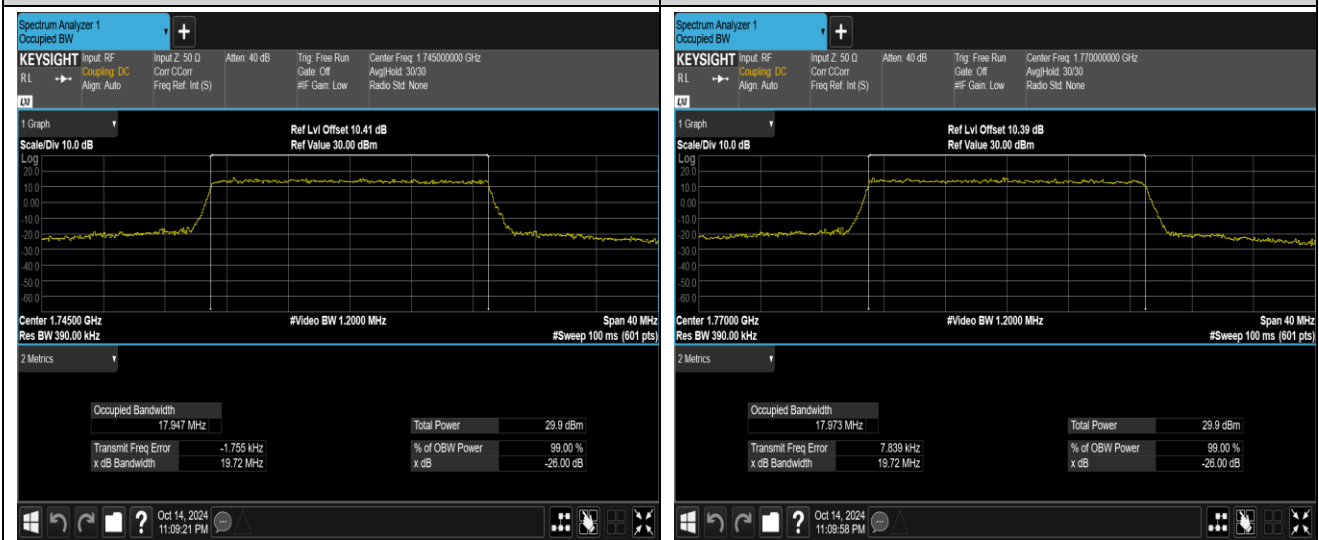 Spectrum Analyzer 1
Occupied BW
+
KEYSIGHT Input: RF Input Z: 50 Ω Atten: 40 dB Trig: Free Run Center Freq: 1.745000000 GHz
R L Coupling: DC Corr CCorr Gate: Off Avg|Hold: 30/30
Align: Auto Freq Ref: Int (S) #IF Gain: Low Radio Std: None
LXI
1 Graph
Ref Lvl Offset 10.41 dB
Scale/Div 10.0 dB Ref Value 30.00 dBm
Log
20.0
10.0
0.00
-10.0
-20.0
-30.0
-40.0
-50.0
-60.0
Center 1.74500 GHz #Video BW 1.2000 MHz Span 40 MHz
Res BW 390.00 kHz #Sweep 100 ms (601 pts)
2 Metrics
Occupied Bandwidth
17.947 MHz Total Power 29.9 dBm
Transmit Freq Error -1.755 kHz % of OBW Power 99.00 %
x dB Bandwidth 19.72 MHz x dB -26.00 dB
? Oct 14, 2024
11:09:21 PM
Spectrum Analyzer 1
Occupied BW
+
KEYSIGHT Input: RF Input Z: 50 Ω Atten: 40 dB Trig: Free Run Center Freq: 1.770000000 GHz
R L Coupling: DC Corr CCorr Gate: Off Avg|Hold: 30/30
Align: Auto Freq Ref: Int (S) #IF Gain: Low Radio Std: None
LXI
1 Graph
Ref Lvl Offset 10.39 dB
Scale/Div 10.0 dB Ref Value 30.00 dBm
Log
20.0
10.0
0.00
-10.0
-20.0
-30.0
-40.0
-50.0
-60.0
Center 1.77000 GHz #Video BW 1.2000 MHz Span 40 MHz
Res BW 390.00 kHz #Sweep 100 ms (601 pts)
2 Metrics
Occupied Bandwidth
17.973 MHz Total Power 29.9 dBm
Transmit Freq Error 7.839 kHz % of OBW Power 99.00 %
x dB Bandwidth 19.72 MHz x dB -26.00 dB
? Oct 14, 2024
11:09:58 PM